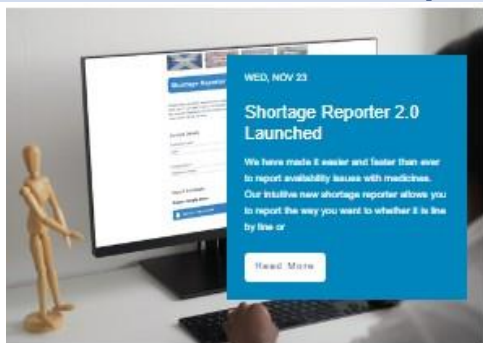 Shortage Reporter
WED, NOV 23
Shortage Reporter 2.0
Launched
We have made it easier and faster than ever
to report availability issues with medicines.
Our intuitive new shortage reporter allows you
to report the way you want to whether it is line
by line or
Read More